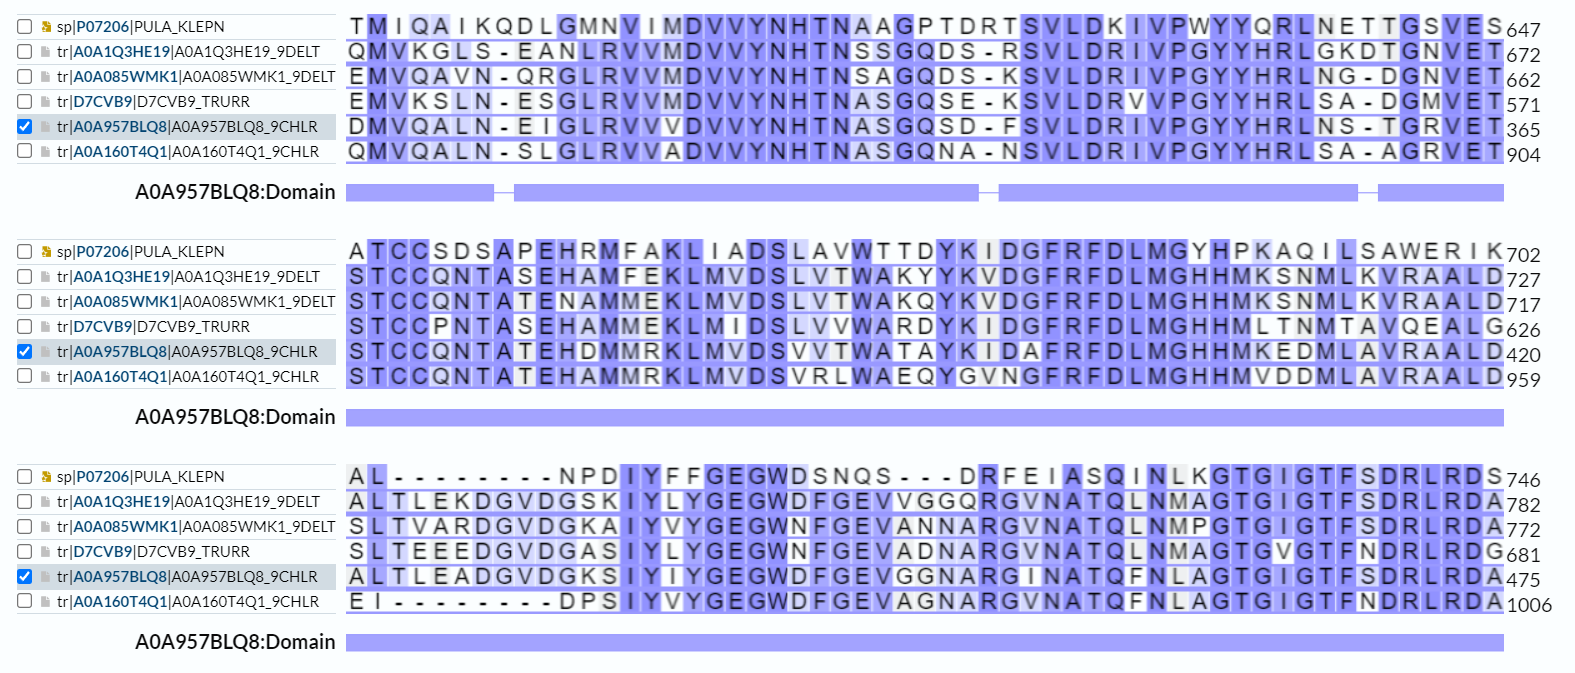 sp|P07206|PULA_KLEPN TMIQAIKQDLGMNVIMDVVYNHTNAAGPTDRTSVLDKIVPWYYQRLNETTGSVES 647
tr|A0A1Q3HE19|A0A1Q3HE19_9DELT QMVKGLS-EANLRVVMDVVYNHTNSSGQDS-RSVLDRIVPGYYHRLGKDTGNVET 672
tr|A0A085WMK1|A0A085WMK1_9DELT EMVQAVN-QRGLRVVMDVVYNHTNSAGQDS-KSVLDRIVPGYYHRLNG-DGNVET 662
tr|D7CVB9|D7CVB9_TRURR EMVKSLN-ESGLRVVMDVVYNHTNASGQSE-KSVLDRVVPGYYHRLSA-DGMVET 571
tr|A0A957BLQ8|A0A957BLQ8_9CHLR DMVQALN-EIGLRVVVDVVYNHTNASGQSD-FSVLDRIVPGYYHRLNS-TGRVET 365
tr|A0A160T4Q1|A0A160T4Q1_9CHLR QMVQALN-SLGLRVVADVVYNHTNASGQNA-NSVLDRIVPGYYHRLSA-AGRVET 904
A0A957BLQ8:Domain
sp|P07206|PULA_KLEPN ATCCSDSAPEHRMFAKLIADSLAVWTTDYKIDGFRFDLMGYHPKAQILSAWERIK 702
tr|A0A1Q3HE19|A0A1Q3HE19_9DELT STCCQNTASEHAMFEKLMVDSLVTWAKYYKVDGFRFDLMGHHMKSNMLKVRAALD 727
tr|A0A085WMK1|A0A085WMK1_9DELT STCCQNTATENAMMEKLMVDSLVTWAKQYKVDGFRFDLMGHHMKSNMLKVRAALD 717
tr|D7CVB9|D7CVB9_TRURR STCCPNTASEHAMMEKLMIDSLVVWARDYKIDGFRFDLMGHHMLTNMTAVQEALG 626
tr|A0A957BLQ8|A0A957BLQ8_9CHLR STCCQNTATEHDMMRKLMVDSVVTWATAYKIDAFRFDLMGHHMKEDMLAVRAALD 420
tr|A0A160T4Q1|A0A160T4Q1_9CHLR STCCQNTATEHAMMRKLMVDSVRLWAEQYGVNGFRFDLMGHHMVDDMLAVRAALD 959
A0A957BLQ8:Domain
sp|P07206|PULA_KLEPN AL--------NPDIYFFGEGWDSNQS---DRFEIASQINLKGTGIGTFSDRLRDS 746
tr|A0A1Q3HE19|A0A1Q3HE19_9DELT ALTLEKDGVDGSKIYLYGEGWDFGEVVGGQRGVNATQLNMAGTGIGTFSDRLRDA 782
tr|A0A085WMK1|A0A085WMK1_9DELT SLTVARDGVDGKAIYVYGEGWNFGEVANNARGVNATQLNMPGTGIGTFSDRLRDA 772
tr|D7CVB9|D7CVB9_TRURR SLTEEEDGVDGASIYLYGEGWNFGEVADNARGVNATQLNMAGTGVGTFNDRLRDG 681
tr|A0A957BLQ8|A0A957BLQ8_9CHLR ALTLEADGVDGKSIYIYGEGWDFGEVGGNARGINATQFNLAGTGIGTFSDRLRDA 475
tr|A0A160T4Q1|A0A160T4Q1_9CHLR EI--------DPSIYVYGEGWDFGEVAGNARGVNATQFNLAGTGIGTFNDRLRDA 1006
A0A957BLQ8:Domain